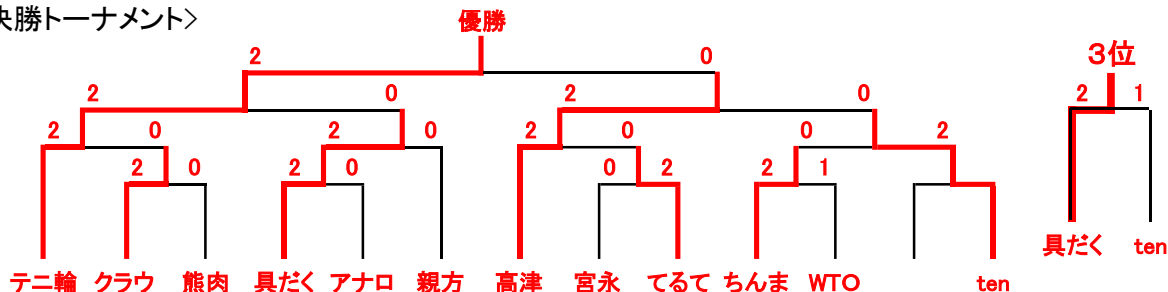 決勝トーナメント>
優勝
2 0
3位
2 0 2 0
2 1
2 0 2 0 2 0 0 2
2 0 2 0 0 2 2 1
具だく ten
テニ輪 クラウ 熊肉 具だく アナロ 親方 高津 宮永 てるて ちんま WTO ten